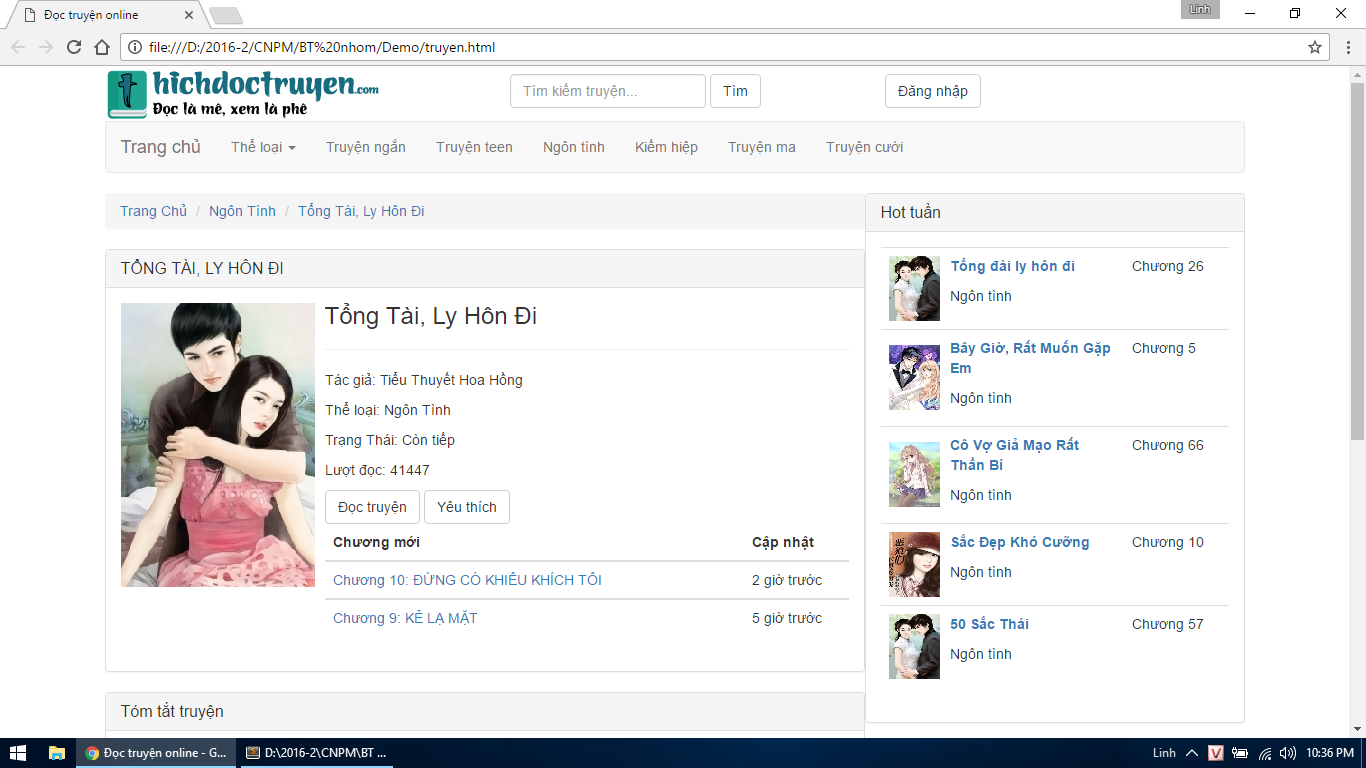 Đọc truyện online
Linh
file:///D:/2016-2/CNPM/BT%20nhom/Demo/truyen.html
hichdoctruyen.com
Đọc là mê, xem là phê
Tìm kiếm truyện...
Tìm
Đăng nhập
Trang chủ
Thể loại
Truyện ngắn
Truyện teen
Ngôn tình
Kiếm hiệp
Truyện ma
Truyện cười
Trang Chủ / Ngôn Tình / Tổng Tài, Ly Hôn Đi
TỔNG TÀI, LY HÔN ĐI
Tổng Tài, Ly Hôn Đi
Tác giả: Tiểu Thuyết Hoa Hồng
Thể loại: Ngôn Tình
Trạng Thái: Còn tiếp
Lượt đọc: 41447
Đọc truyện
Yêu thích
Chương mới
Cập nhật
Chương 10: ĐỪNG CÓ KHIÊU KHÍCH TÔI
2 giờ trước
Chương 9: KẺ LẠ MẶT
5 giờ trước
Tóm tắt truyện
Hot tuần
Tổng đài ly hôn đi
Chương 26
Ngôn tình
Bây Giờ, Rất Muốn Gặp
Em
Chương 5
Ngôn tình
Cô Vợ Giả Mạo Rất
Thần Bí
Chương 66
Ngôn tình
Sắc Đẹp Khó Cưỡng
Chương 10
Ngôn tình
50 Sắc Thái
Chương 57
Ngôn tình
Đọc truyện online - G...
D:\2016-2\CNPM\BT ...
Linh
V
10:36 PM